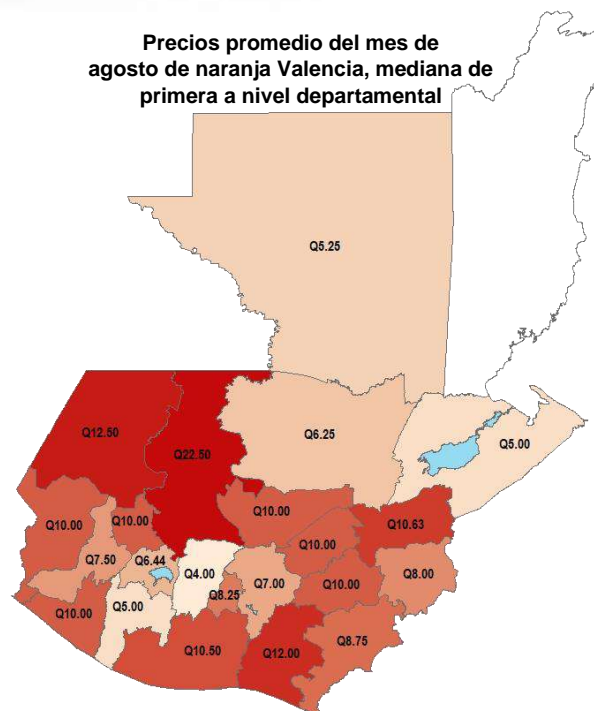 Precios promedio del mes de
agosto de naranja Valencia, mediana de
primera a nivel departamental
Q5.25
Q12.50
Q22.50
Q6.25
Q5.00
Q10.00
Q10.00
Q10.00
Q10.63
Q7.50
Q6.44
Q4.00
Q10.00
Q8.25
Q7.00
Q10.00
Q8.00
Q10.00
Q5.00
Q10.50
Q12.00
Q8.75